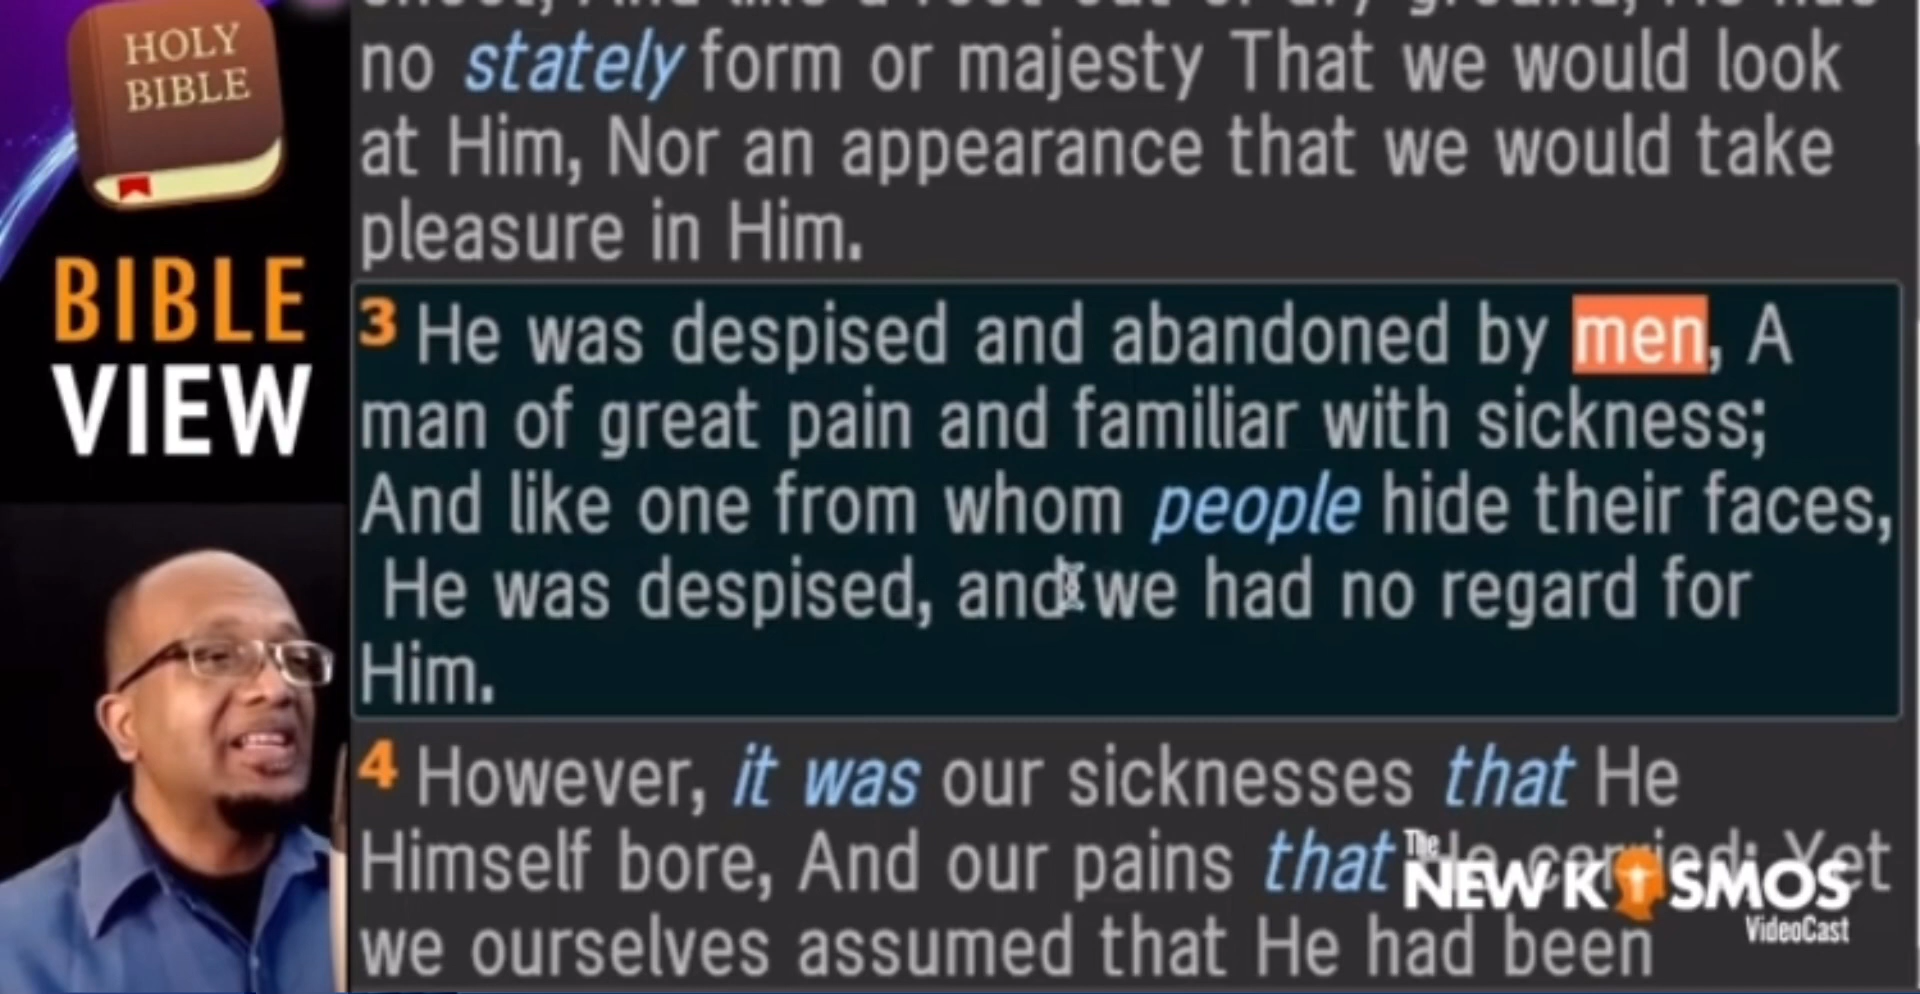 HOLY
BIBLE
BIBLE
VIEW
no stately form or majesty That we would look
at Him, Nor an appearance that we would take
pleasure in Him.
3 He was despised and abandoned by men, A
man of great pain and familiar with sickness;
And like one from whom people hide their faces,
He was despised, and we had no regard for
Him.
4 However, it was our sicknesses that He
Himself bore, And our pains that He carried; Yet
we ourselves assumed that He had been
The
NEW KOSMOS
VideoCast